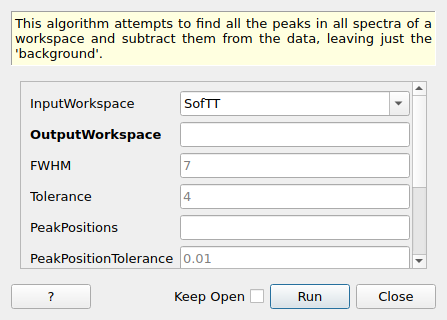 This algorithm attempts to find all the peaks in all spectra of a
workspace and subtract them from the data, leaving just the
'background'.
InputWorkspace SofTT
OutputWorkspace
FWHM 7
Tolerance 4
PeakPositions
PeakPositionTolerance 0.01
? Keep Open Run Close